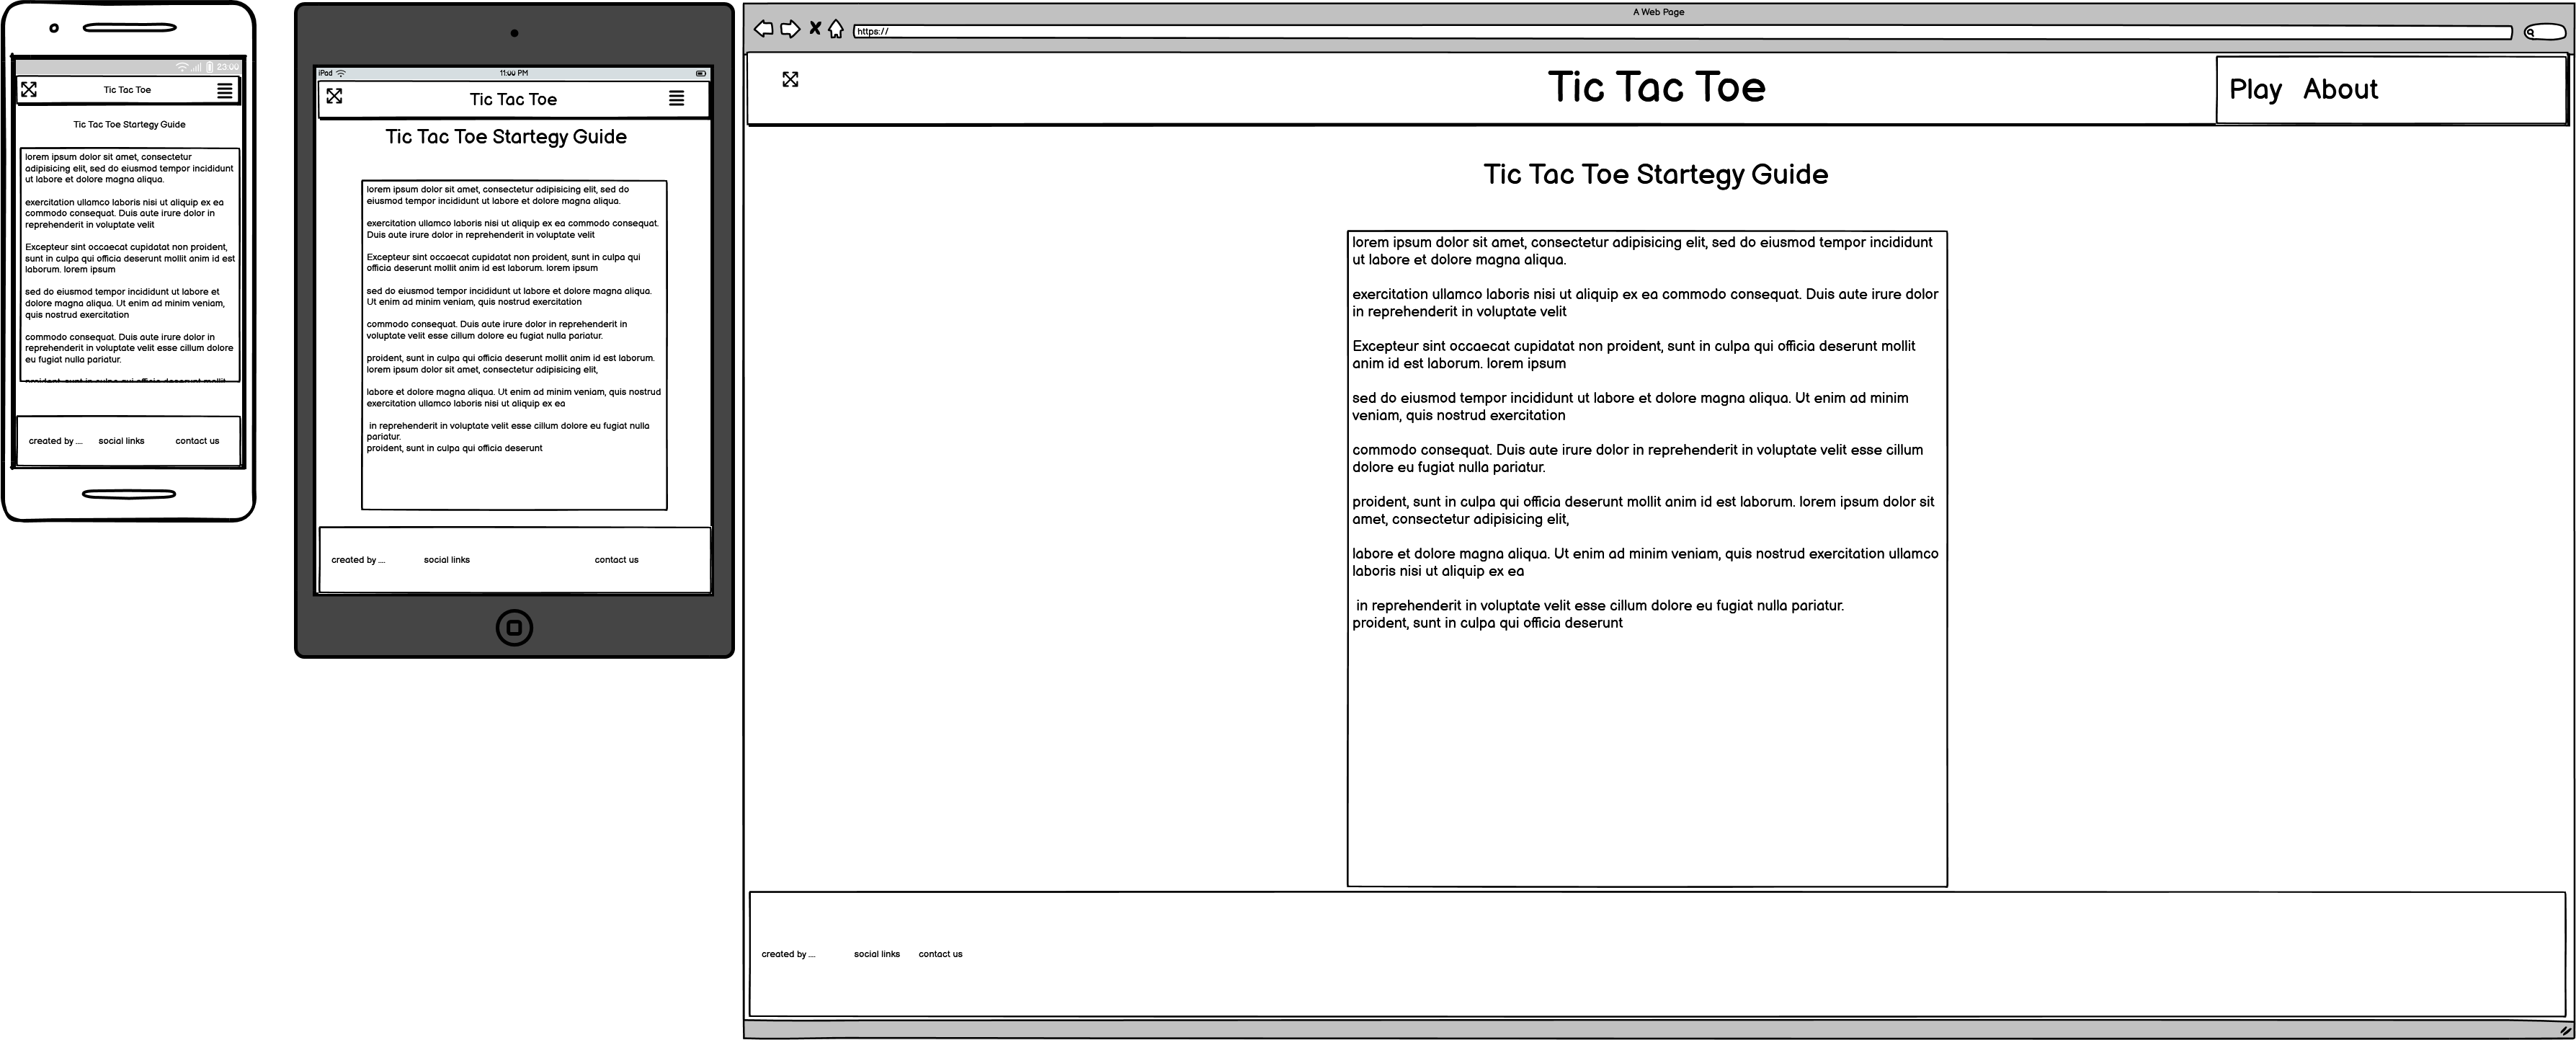 23:00
Tic Tac Toe
Tic Tac Toe Startegy Guide
lorem ipsum dolor sit amet, consectetur
adipisicing elit, sed do eiusmod tempor incididunt
ut labore et dolore magna aliqua.
exercitation ullamco laboris nisi ut aliquip ex ea
commodo consequat. Duis aute irure dolor in
reprehenderit in voluptate velit
Excepteur sint occaecat cupidatat non proident,
sunt in culpa qui officia deserunt mollit anim id est
laborum. lorem ipsum
sed do eiusmod tempor incididunt ut labore et
dolore magna aliqua. Ut enim ad minim veniam,
quis nostrud exercitation
commodo consequat. Duis aute irure dolor in
reprehenderit in voluptate velit esse cillum dolore
eu fugiat nulla pariatur.
proident, sunt in culpa qui officia deserunt mollit
created by .... social links contact us
iPad 11:00 PM
Tic Tac Toe
Tic Tac Toe Startegy Guide
lorem ipsum dolor sit amet, consectetur adipisicing elit, sed do
eiusmod tempor incididunt ut labore et dolore magna aliqua.
exercitation ullamco laboris nisi ut aliquip ex ea commodo consequat.
Duis aute irure dolor in reprehenderit in voluptate velit
Excepteur sint occaecat cupidatat non proident, sunt in culpa qui
officia deserunt mollit anim id est laborum. lorem ipsum
sed do eiusmod tempor incididunt ut labore et dolore magna aliqua.
Ut enim ad minim veniam, quis nostrud exercitation
commodo consequat. Duis aute irure dolor in reprehenderit in
voluptate velit esse cillum dolore eu fugiat nulla pariatur.
proident, sunt in culpa qui officia deserunt mollit anim id est laborum.
lorem ipsum dolor sit amet, consectetur adipisicing elit,
labore et dolore magna aliqua. Ut enim ad minim veniam, quis nostrud
exercitation ullamco laboris nisi ut aliquip ex ea
in reprehenderit in voluptate velit esse cillum dolore eu fugiat nulla
pariatur.
proident, sunt in culpa qui officia deserunt
created by .... social links contact us
A Web Page
https://
Tic Tac Toe
Play About
Tic Tac Toe Startegy Guide
lorem ipsum dolor sit amet, consectetur adipisicing elit, sed do eiusmod tempor incididunt
ut labore et dolore magna aliqua.
exercitation ullamco laboris nisi ut aliquip ex ea commodo consequat. Duis aute irure dolor
in reprehenderit in voluptate velit
Excepteur sint occaecat cupidatat non proident, sunt in culpa qui officia deserunt mollit
anim id est laborum. lorem ipsum
sed do eiusmod tempor incididunt ut labore et dolore magna aliqua. Ut enim ad minim
veniam, quis nostrud exercitation
commodo consequat. Duis aute irure dolor in reprehenderit in voluptate velit esse cillum
dolore eu fugiat nulla pariatur.
proident, sunt in culpa qui officia deserunt mollit anim id est laborum. lorem ipsum dolor sit
amet, consectetur adipisicing elit,
labore et dolore magna aliqua. Ut enim ad minim veniam, quis nostrud exercitation ullamco
laboris nisi ut aliquip ex ea
in reprehenderit in voluptate velit esse cillum dolore eu fugiat nulla pariatur.
proident, sunt in culpa qui officia deserunt
created by .... social links contact us